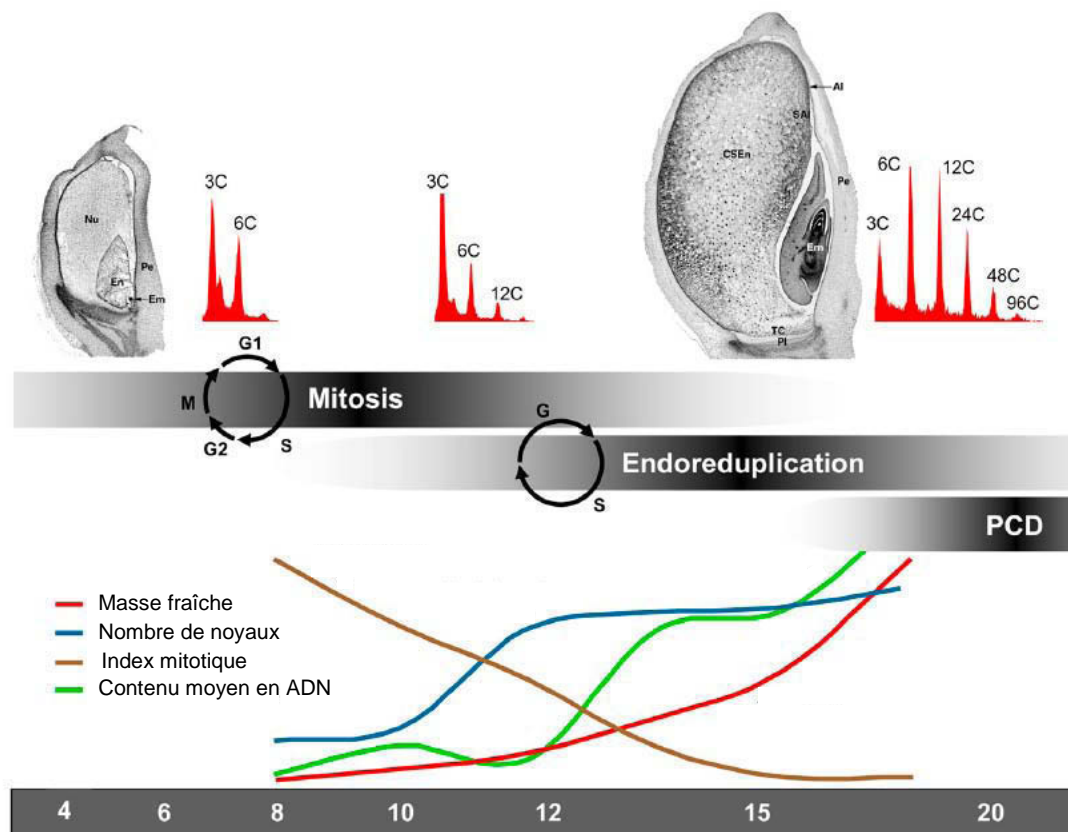 3C
6C
Nu
En
Pe
Em
3C
6C
12C
Al
SAl
CSEn
Pe
Em
TC
Pl
3C
6C
12C
24C
48C
96C
G1
M
G2
S
Mitosis
G
S
Endoreduplication
PCD
Masse fraîche
Nombre de noyaux
Index mitotique
Contenu moyen en ADN
4 6 8 10 12 15 20